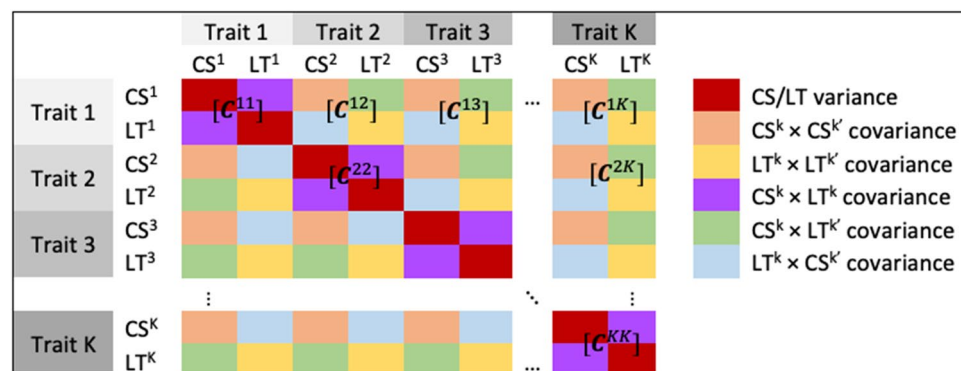 Trait 1 Trait 2 Trait 3 Trait K
CS¹ LT¹ CS² LT² CS³ LT³ CSᴷ LTᴷ
Trait 1 CS¹ [C¹¹] [C¹²] [C¹³] ... [C¹ᴷ] CS/LT variance
LT¹ CSᵏ × CSᵏ′ covariance
Trait 2 CS² [C²²] [C²ᴷ] LTᵏ × LTᵏ′ covariance
LT² CSᵏ × LTᵏ covariance
Trait 3 CS³ CSᵏ × LTᵏ′ covariance
LT³ LTᵏ × CSᵏ′ covariance
⋮ ⋱ ⋮
Trait K CSᴷ [Cᴷᴷ]
LTᴷ ...